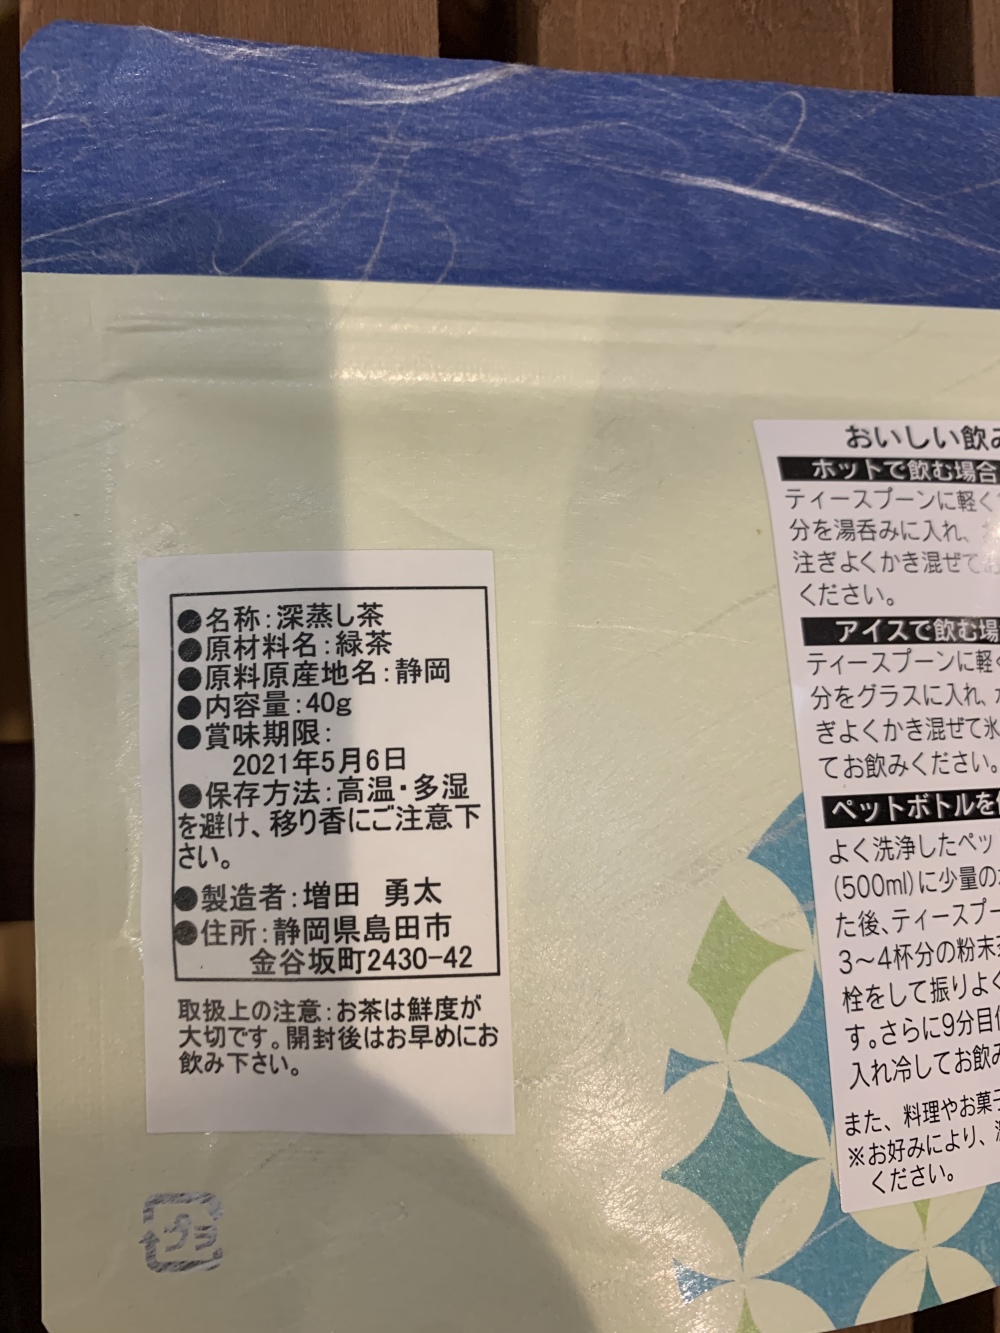 ●名称：深蒸し茶
●原材料名：緑茶
●原料原産地名：静岡
●内容量：40g
●賞味期限：
2021年5月6日
●保存方法：高温・多湿
を避け、移り香にご注意下
さい。
●製造者：増田　勇太
●住所：静岡県島田市
金谷坂町2430-42
取扱上の注意：お茶は鮮度が
大切です。開封後はお早めにお
飲み下さい。
プラ
おいしい飲み
ホットで飲む場合
ティースプーンに軽く
分を湯呑みに入れ、
注ぎよくかき混ぜてお
ください。
アイスで飲む場
ティースプーンに軽く
分をグラスに入れ、
ぎよくかき混ぜて氷
てお飲みください。
ペットボトルを
よく洗浄したペッ
(500ml)に少量の
た後、ティースプー
3～4杯分の粉末
栓をして振りよく
す。さらに9分目
入れ冷してお飲み
また、料理やお菓子
※お好みにより、
ください。